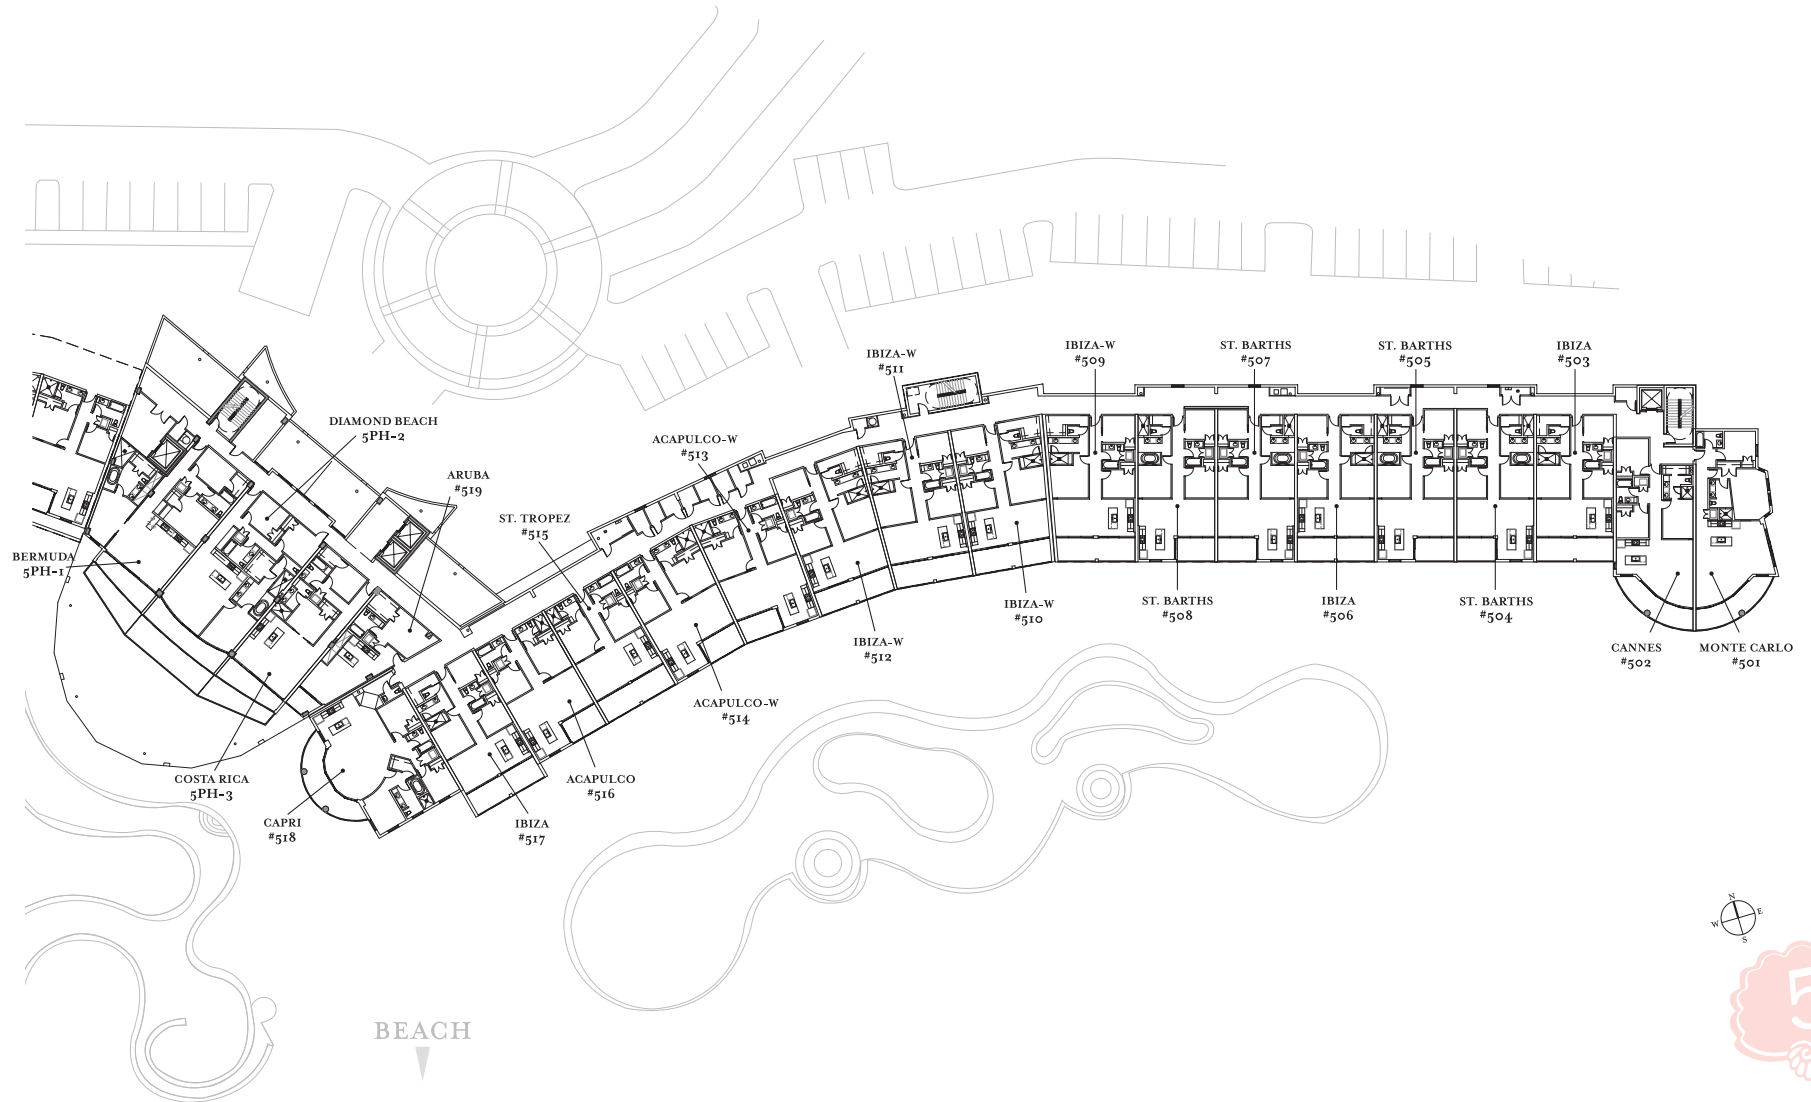 IBIZA-W
#511
IBIZA-W
#509
ST. BARTHS
#507
ST. BARTHS
#505
IBIZA
#503
DIAMOND BEACH
5PH-2
ACAPULCO-W
#513
ARUBA
#519
ST. TROPEZ
#515
BERMUDA
5PH-1
IBIZA-W
#510
ST. BARTHS
#508
IBIZA
#506
ST. BARTHS
#504
IBIZA-W
#512
CANNES
#502
MONTE CARLO
#501
ACAPULCO-W
#514
COSTA RICA
5PH-3
ACAPULCO
#516
CAPRI
#518
IBIZA
#517
N
W E
S
5
BEACH